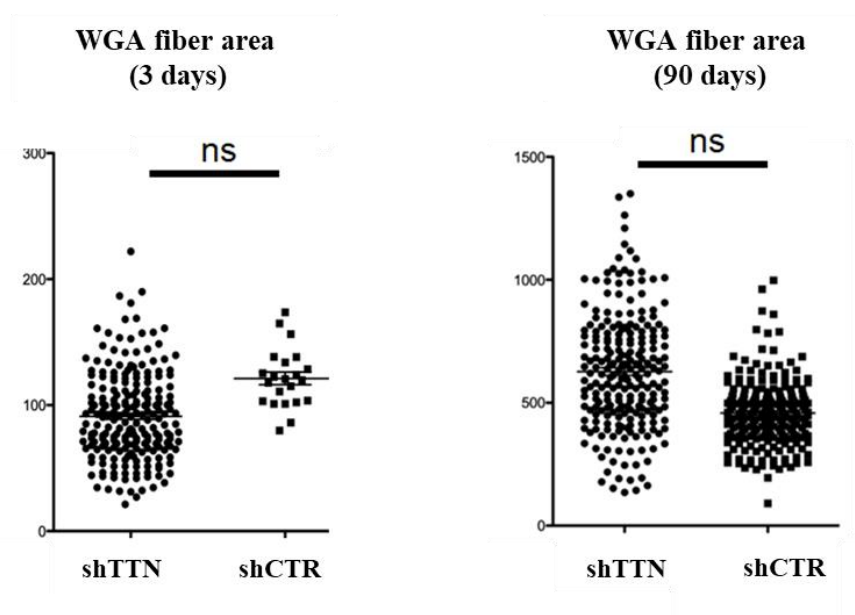 WGA fiber area
(3 days)
300
ns
200
100
0
shTTN
shCTR
WGA fiber area
(90 days)
1500
ns
1000
500
0
shTTN
shCTR